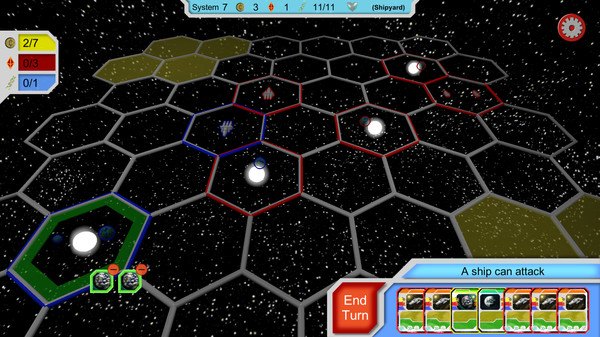 System 7 3 1 11/11 (Shipyard)
2/7
0/3
0/1
A ship can attack
End
Turn